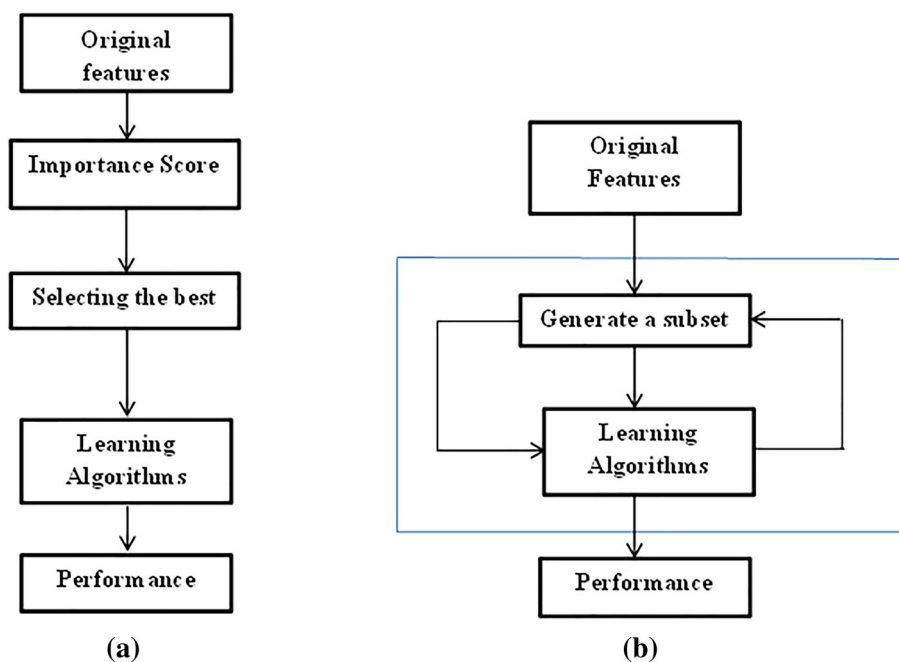 Original
features
Importance Score
Selecting the best
Learning
Algorithms
Performance
(a)
Original
Features
Generate a subset
Learning
Algorithms
Performance
(b)